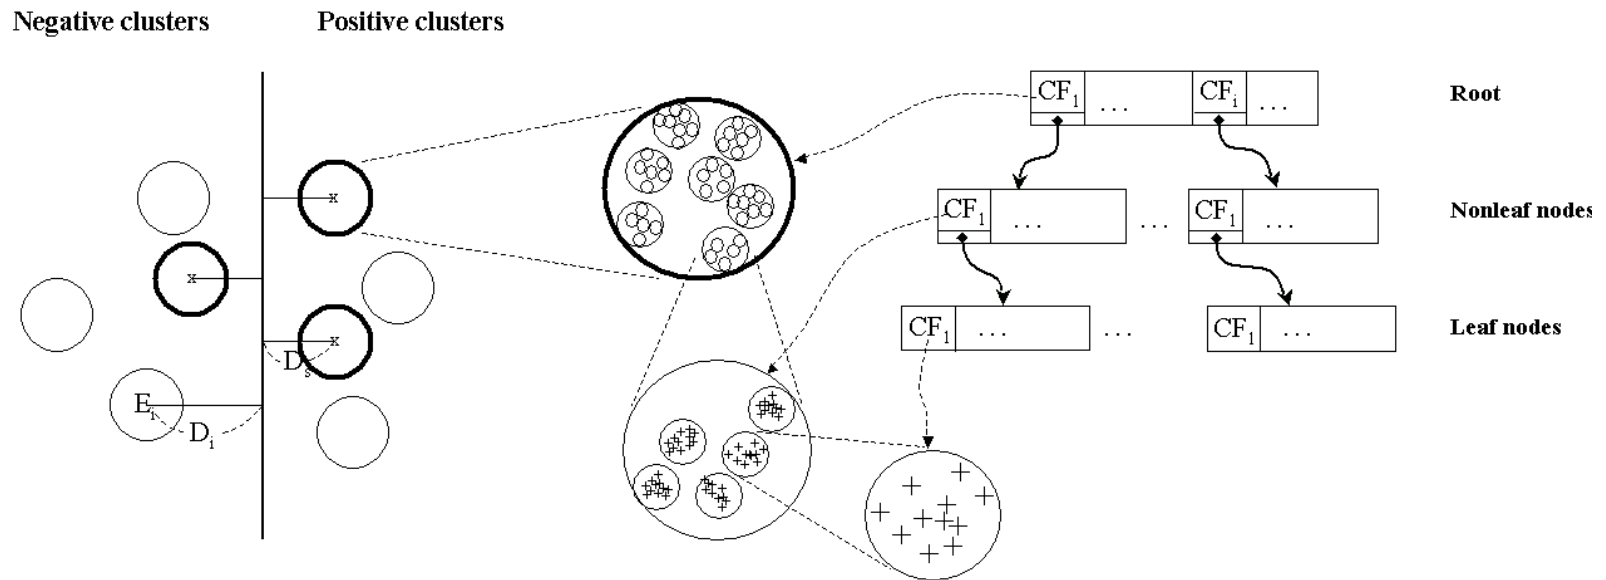 Negative clusters
Positive clusters
CF1 ... CFi ...
Root
x
CF1 ... ... CF1 ...
Nonleaf nodes
x
CF1 ... ... CF1 ...
Leaf nodes
x
Ds
Ei
Di